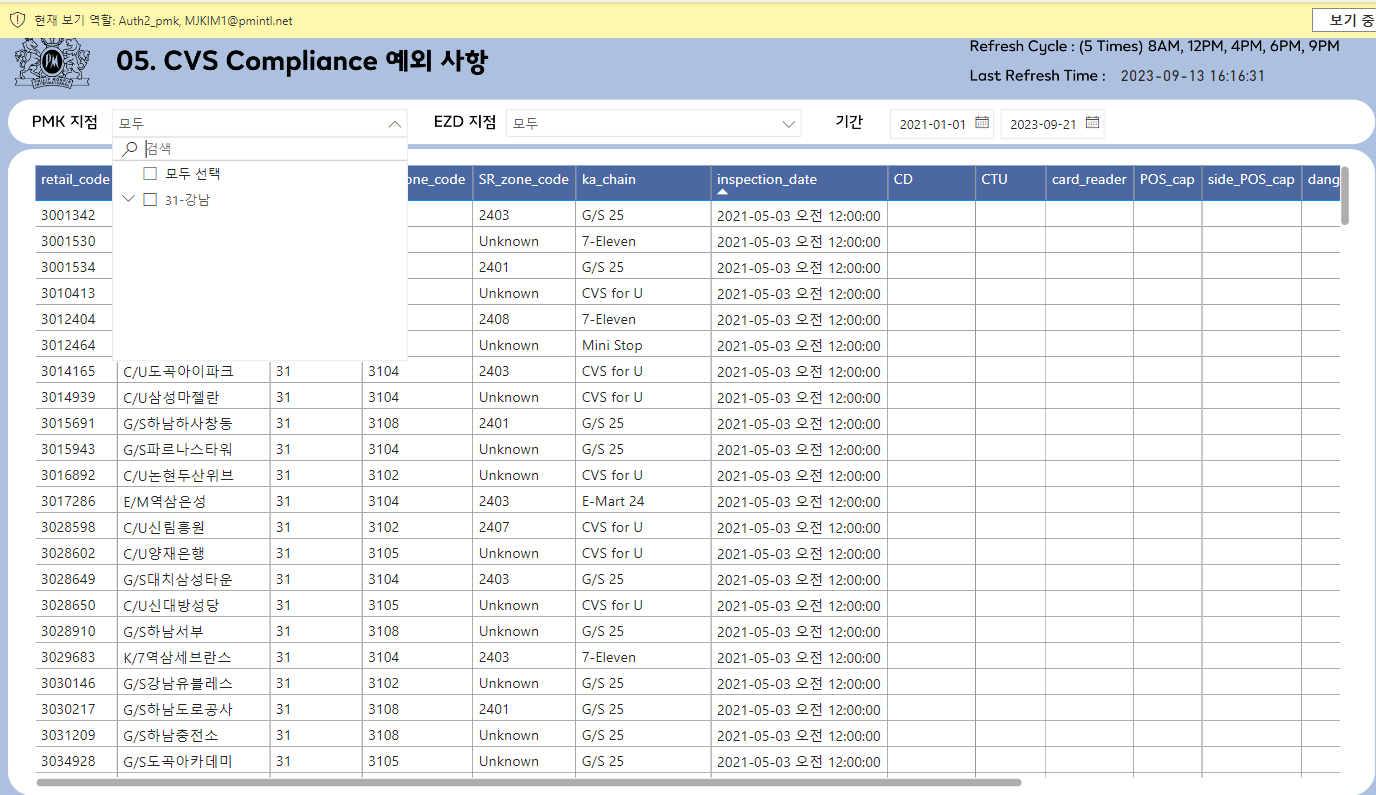 현재 보기 역할: Auth2_pmk, MJKIM1@pmintl.net
보기 중
05. CVS Compliance 예외 사항
Refresh Cycle : (5 Times) 8AM, 12PM, 4PM, 6PM, 9PM
Last Refresh Time : 2023-09-13 16:16:31
PMK 지점 모두 EZD 지점 모두 기간 2021-01-01 2023-09-21
검색
모두 선택
31-강남
retail_code one_code SR_zone_code ka_chain inspection_date CD CTU card_reader POS_cap side_POS_cap dang
3001342 2403 G/S 25 2021-05-03 오전 12:00:00
3001530 Unknown 7-Eleven 2021-05-03 오전 12:00:00
3001534 2401 G/S 25 2021-05-03 오전 12:00:00
3010413 Unknown CVS for U 2021-05-03 오전 12:00:00
3012404 2408 7-Eleven 2021-05-03 오전 12:00:00
3012464 Unknown Mini Stop 2021-05-03 오전 12:00:00
3014165 C/U도곡아이파크 31 3104 2403 CVS for U 2021-05-03 오전 12:00:00
3014939 C/U삼성마젤란 31 3104 Unknown CVS for U 2021-05-03 오전 12:00:00
3015691 G/S하남하사창동 31 3108 2401 G/S 25 2021-05-03 오전 12:00:00
3015943 G/S파르나스타워 31 3104 Unknown G/S 25 2021-05-03 오전 12:00:00
3016892 C/U논현두산위브 31 3102 Unknown CVS for U 2021-05-03 오전 12:00:00
3017286 E/M역삼은성 31 3104 2403 E-Mart 24 2021-05-03 오전 12:00:00
3028598 C/U신림흥원 31 3102 2407 CVS for U 2021-05-03 오전 12:00:00
3028602 C/U양재은행 31 3105 Unknown CVS for U 2021-05-03 오전 12:00:00
3028649 G/S대치삼성타운 31 3104 2403 G/S 25 2021-05-03 오전 12:00:00
3028650 C/U신대방성당 31 3105 Unknown CVS for U 2021-05-03 오전 12:00:00
3028910 G/S하남서부 31 3108 Unknown G/S 25 2021-05-03 오전 12:00:00
3029683 K/7역삼세브란스 31 3104 2403 7-Eleven 2021-05-03 오전 12:00:00
3030146 G/S강남유블레스 31 3102 Unknown G/S 25 2021-05-03 오전 12:00:00
3030217 G/S하남도로공사 31 3108 2401 G/S 25 2021-05-03 오전 12:00:00
3031209 G/S하남충전소 31 3108 Unknown G/S 25 2021-05-03 오전 12:00:00
3034928 G/S도곡아카데미 31 3105 Unknown G/S 25 2021-05-03 오전 12:00:00